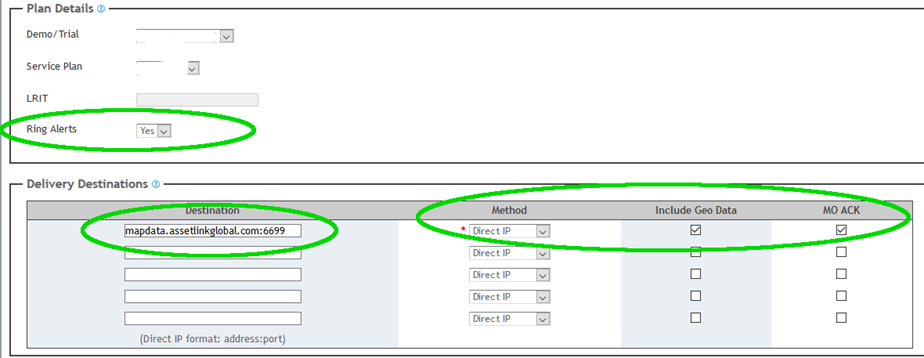 Plan Details ?
Demo/Trial
Service Plan
LRIT
Ring Alerts Yes
Delivery Destinations ?
Destination Method Include Geo Data MO ACK
mapdata.assetlinkglobal.com:6699 * Direct IP
Direct IP
Direct IP
Direct IP
Direct IP
(Direct IP format: address:port)